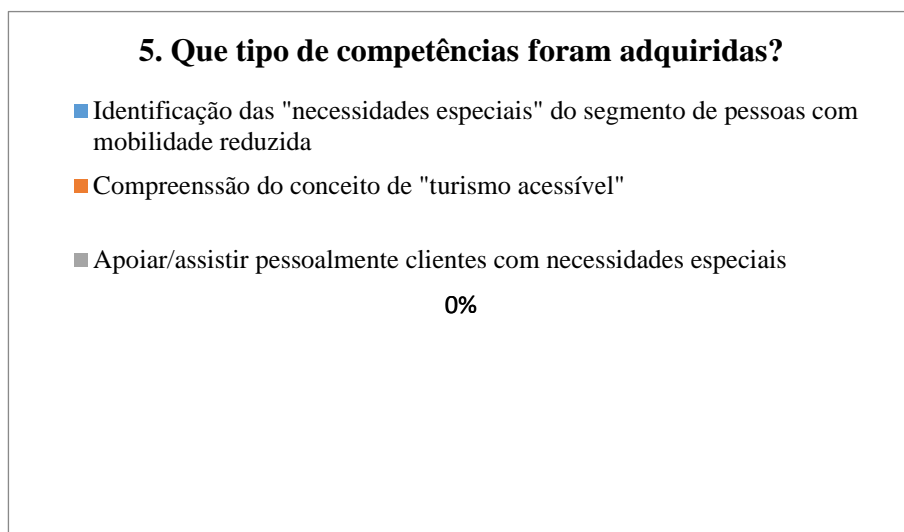 5. Que tipo de competências foram adquiridas?
Identificação das "necessidades especiais" do segmento de pessoas com
mobilidade reduzida
Compreenssão do conceito de "turismo acessível"
Apoiar/assistir pessoalmente clientes com necessidades especiais
0%